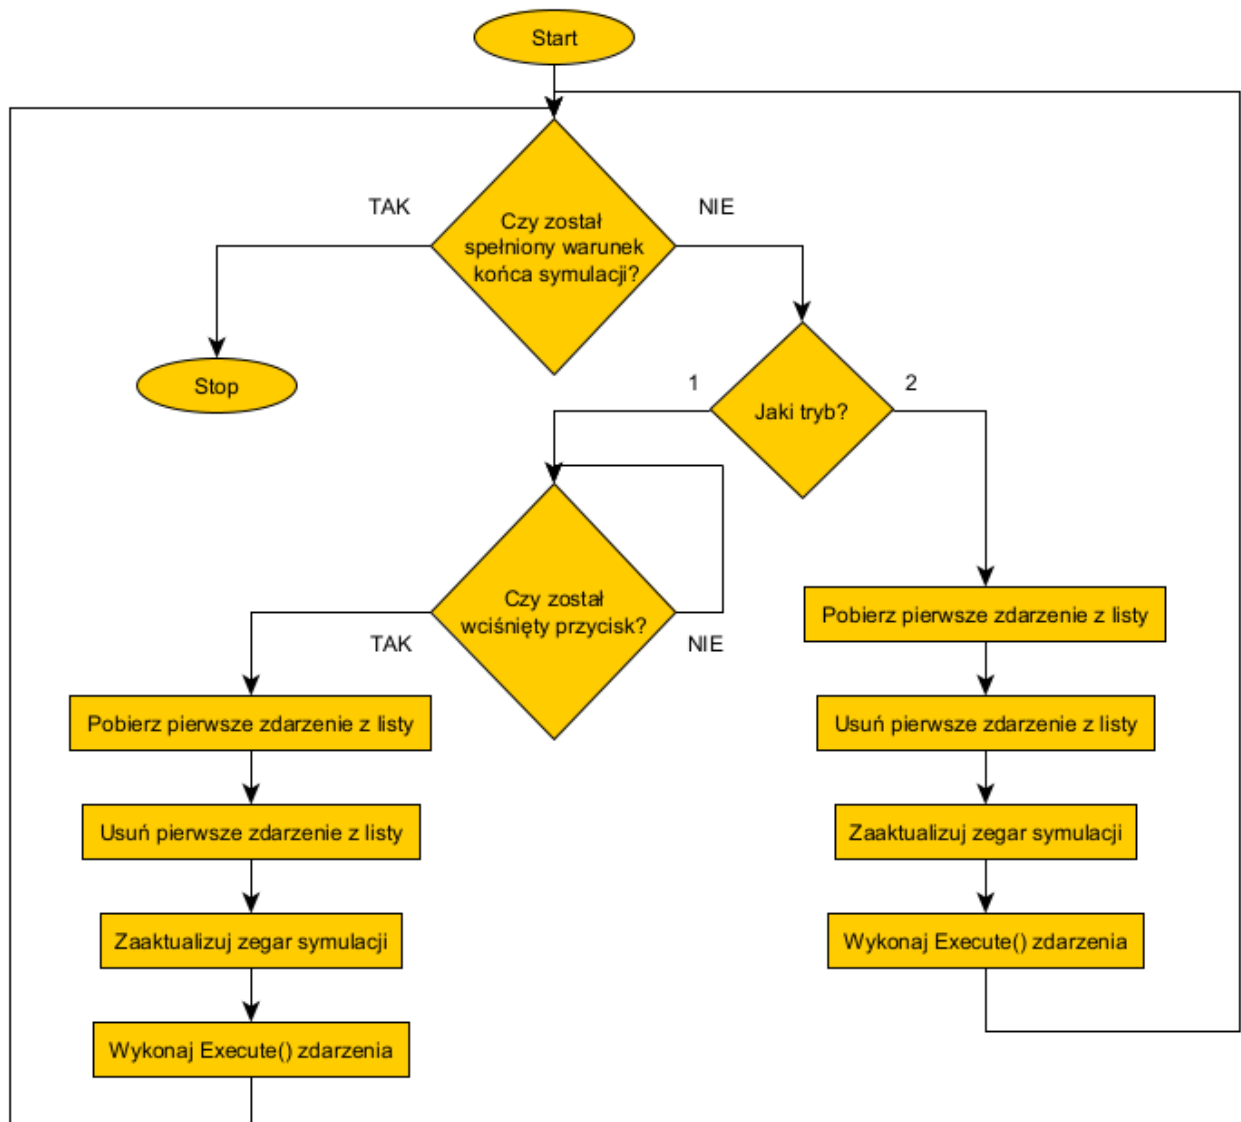 Start
TAK
NIE
Czy został
spełniony warunek
końca symulacji?
Stop
1
2
Jaki tryb?
Czy został
wciśnięty przycisk?
TAK
NIE
Pobierz pierwsze zdarzenie z listy
Usuń pierwsze zdarzenie z listy
Zaaktualizuj zegar symulacji
Wykonaj Execute() zdarzenia
Pobierz pierwsze zdarzenie z listy
Usuń pierwsze zdarzenie z listy
Zaaktualizuj zegar symulacji
Wykonaj Execute() zdarzenia